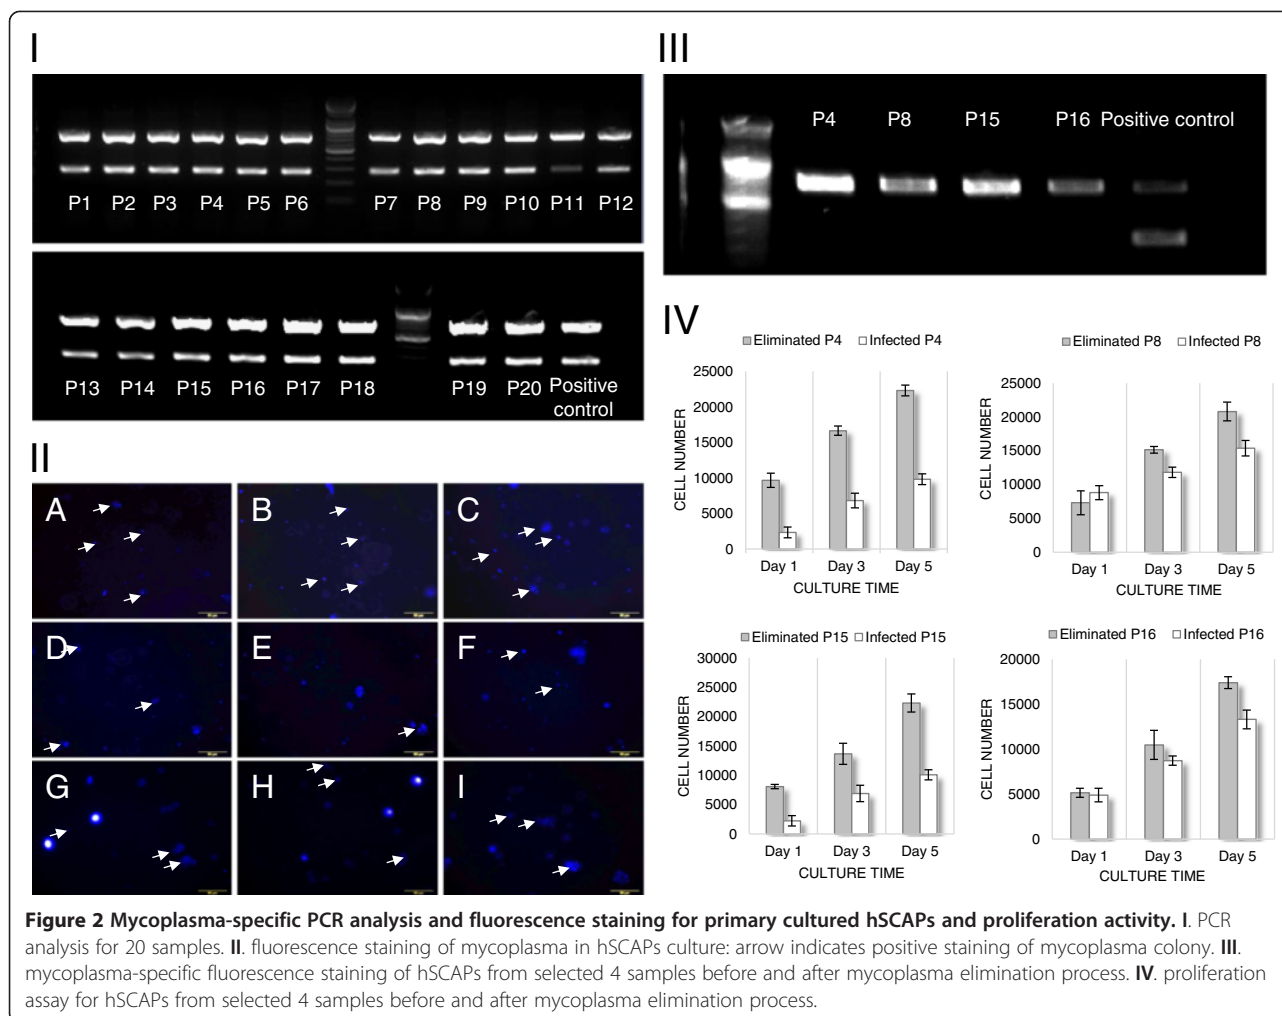 I
P1 P2 P3 P4 P5 P6 P7 P8 P9 P10 P11 P12
P13 P14 P15 P16 P17 P18 P19 P20 Positive control
II
A B C
D E F
G H I
III
P4 P8 P15 P16 Positive control
IV
Eliminated P4 Infected P4
CELL NUMBER
25000
20000
15000
10000
5000
0
Day 1 Day 3 Day 5
CULTURE TIME
Eliminated P8 Infected P8
CELL NUMBER
25000
20000
15000
10000
5000
0
Day 1 Day 3 Day 5
CULTURE TIME
Eliminated P15 Infected P15
CELL NUMBER
30000
25000
20000
15000
10000
5000
0
Day 1 Day 3 Day 5
CULTURE TIME
Eliminated P16 Infected P16
CELL NUMBER
20000
15000
10000
5000
0
Day 1 Day 3 Day 5
CULTURE TIME
Figure 2 Mycoplasma-specific PCR analysis and fluorescence staining for primary cultured hSCAPs and proliferation activity. I. PCR
analysis for 20 samples. II. fluorescence staining of mycoplasma in hSCAPs culture: arrow indicates positive staining of mycoplasma colony. III.
mycoplasma-specific fluorescence staining of hSCAPs from selected 4 samples before and after mycoplasma elimination process. IV. proliferation
assay for hSCAPs from selected 4 samples before and after mycoplasma elimination process.